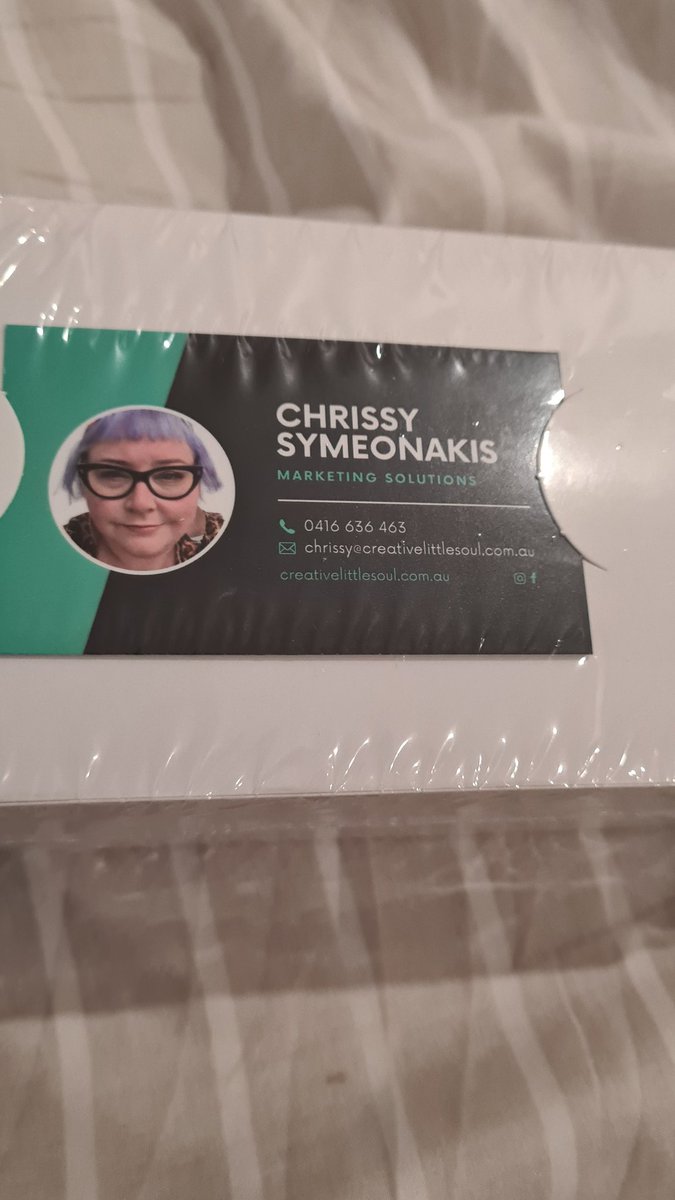 CHRISSY
SYMEONAKIS
MARKETING SOLUTIONS
0416 636 463
chrissy@creativelittlesoul.com.au
creativelittlesoul.com.au